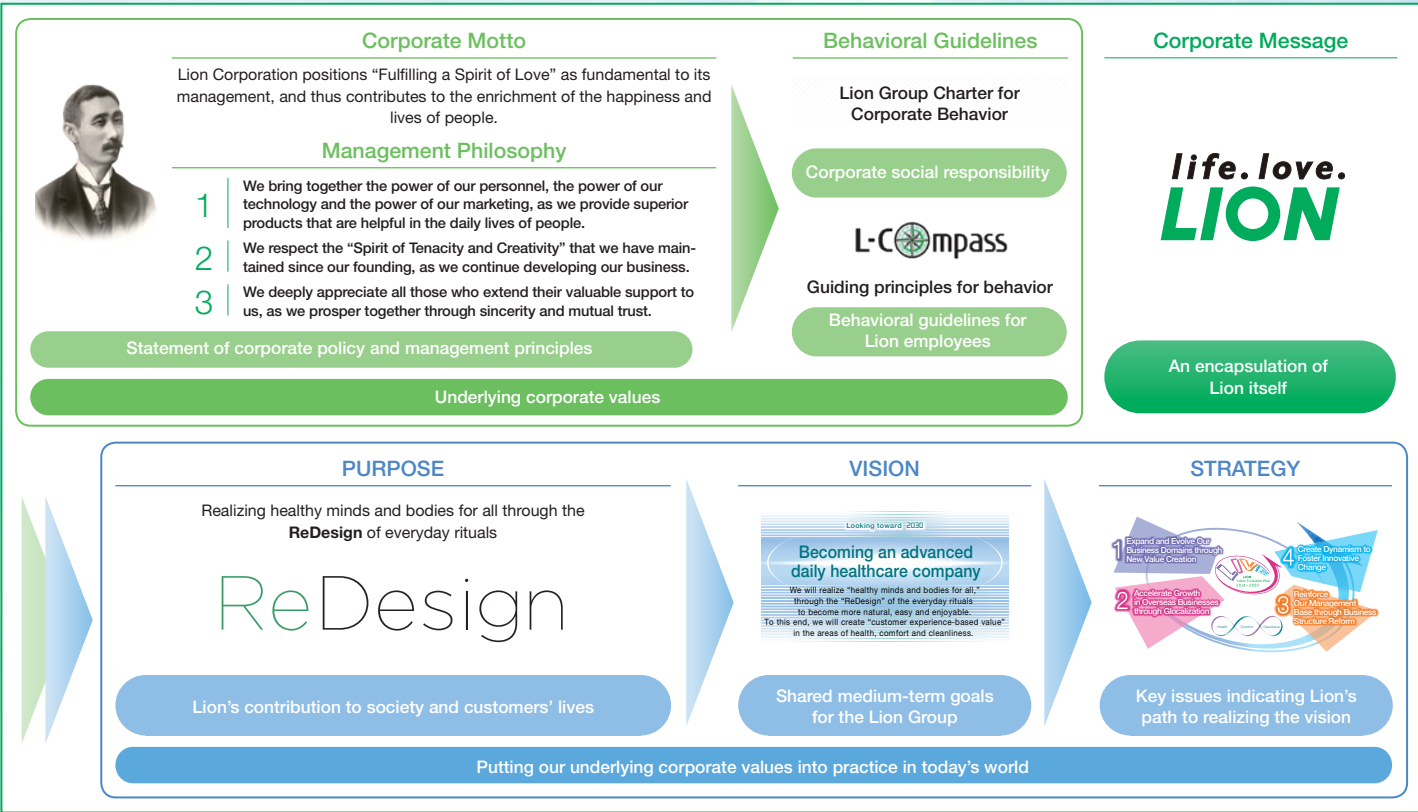 Corporate Motto
Lion Corporation positions “Fulfilling a Spirit of Love” as fundamental to its
management, and thus contributes to the enrichment of the happiness and
lives of people.
Management Philosophy
1
We bring together the power of our personnel, the power of our
technology and the power of our marketing, as we provide superior
products that are helpful in the daily lives of people.
2
We respect the “Spirit of Tenacity and Creativity” that we have main-
tained since our founding, as we continue developing our business.
3
We deeply appreciate all those who extend their valuable support to
us, as we prosper together through sincerity and mutual trust.
Statement of corporate policy and management principles
Behavioral Guidelines
Lion Group Charter for
Corporate Behavior
Corporate social responsibility
L-COmpass
Guiding principles for behavior
Behavioral guidelines for
Lion employees
Underlying corporate values
Corporate Message
life. love.
LION
An encapsulation of
Lion itself
PURPOSE
Realizing healthy minds and bodies for all through the
ReDesign of everyday rituals
ReDesign
Lion’s contribution to society and customers’ lives
VISION
Looking toward 2030
Becoming an advanced
daily healthcare company
We will realize “healthy minds and bodies for all,”
through the “ReDesign” of the everyday rituals
to become more natural, easy and enjoyable.
To this end, we will create “customer experience-based value”
in the areas of health, comfort and cleanliness.
Shared medium-term goals
for the Lion Group
STRATEGY
1
Expand and Evolve Our
Business Domains through
New Value Creation
2
Accelerate Growth
in Overseas Businesses
through Glocalization
3
Reinforce
Our Management
Base through Business
Structure Reform
4
Create Dynamism to
Foster Innovative
Change
LION
Key issues indicating Lion’s
path to realizing the vision
Putting our underlying corporate values into practice in today’s world